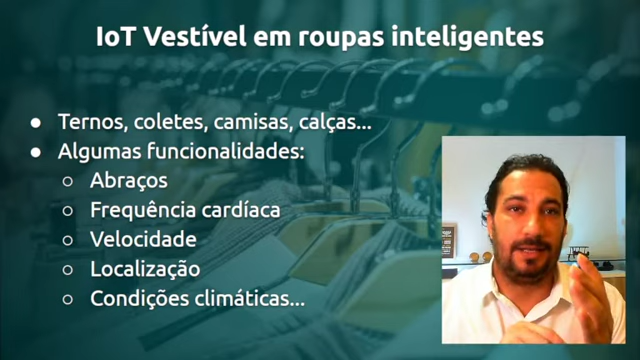 IoT Vestível em roupas inteligentes
● Ternos, coletes, camisas, calças...
● Algumas funcionalidades:
○ Abraços
○ Frequência cardíaca
○ Velocidade
○ Localização
○ Condições climáticas...